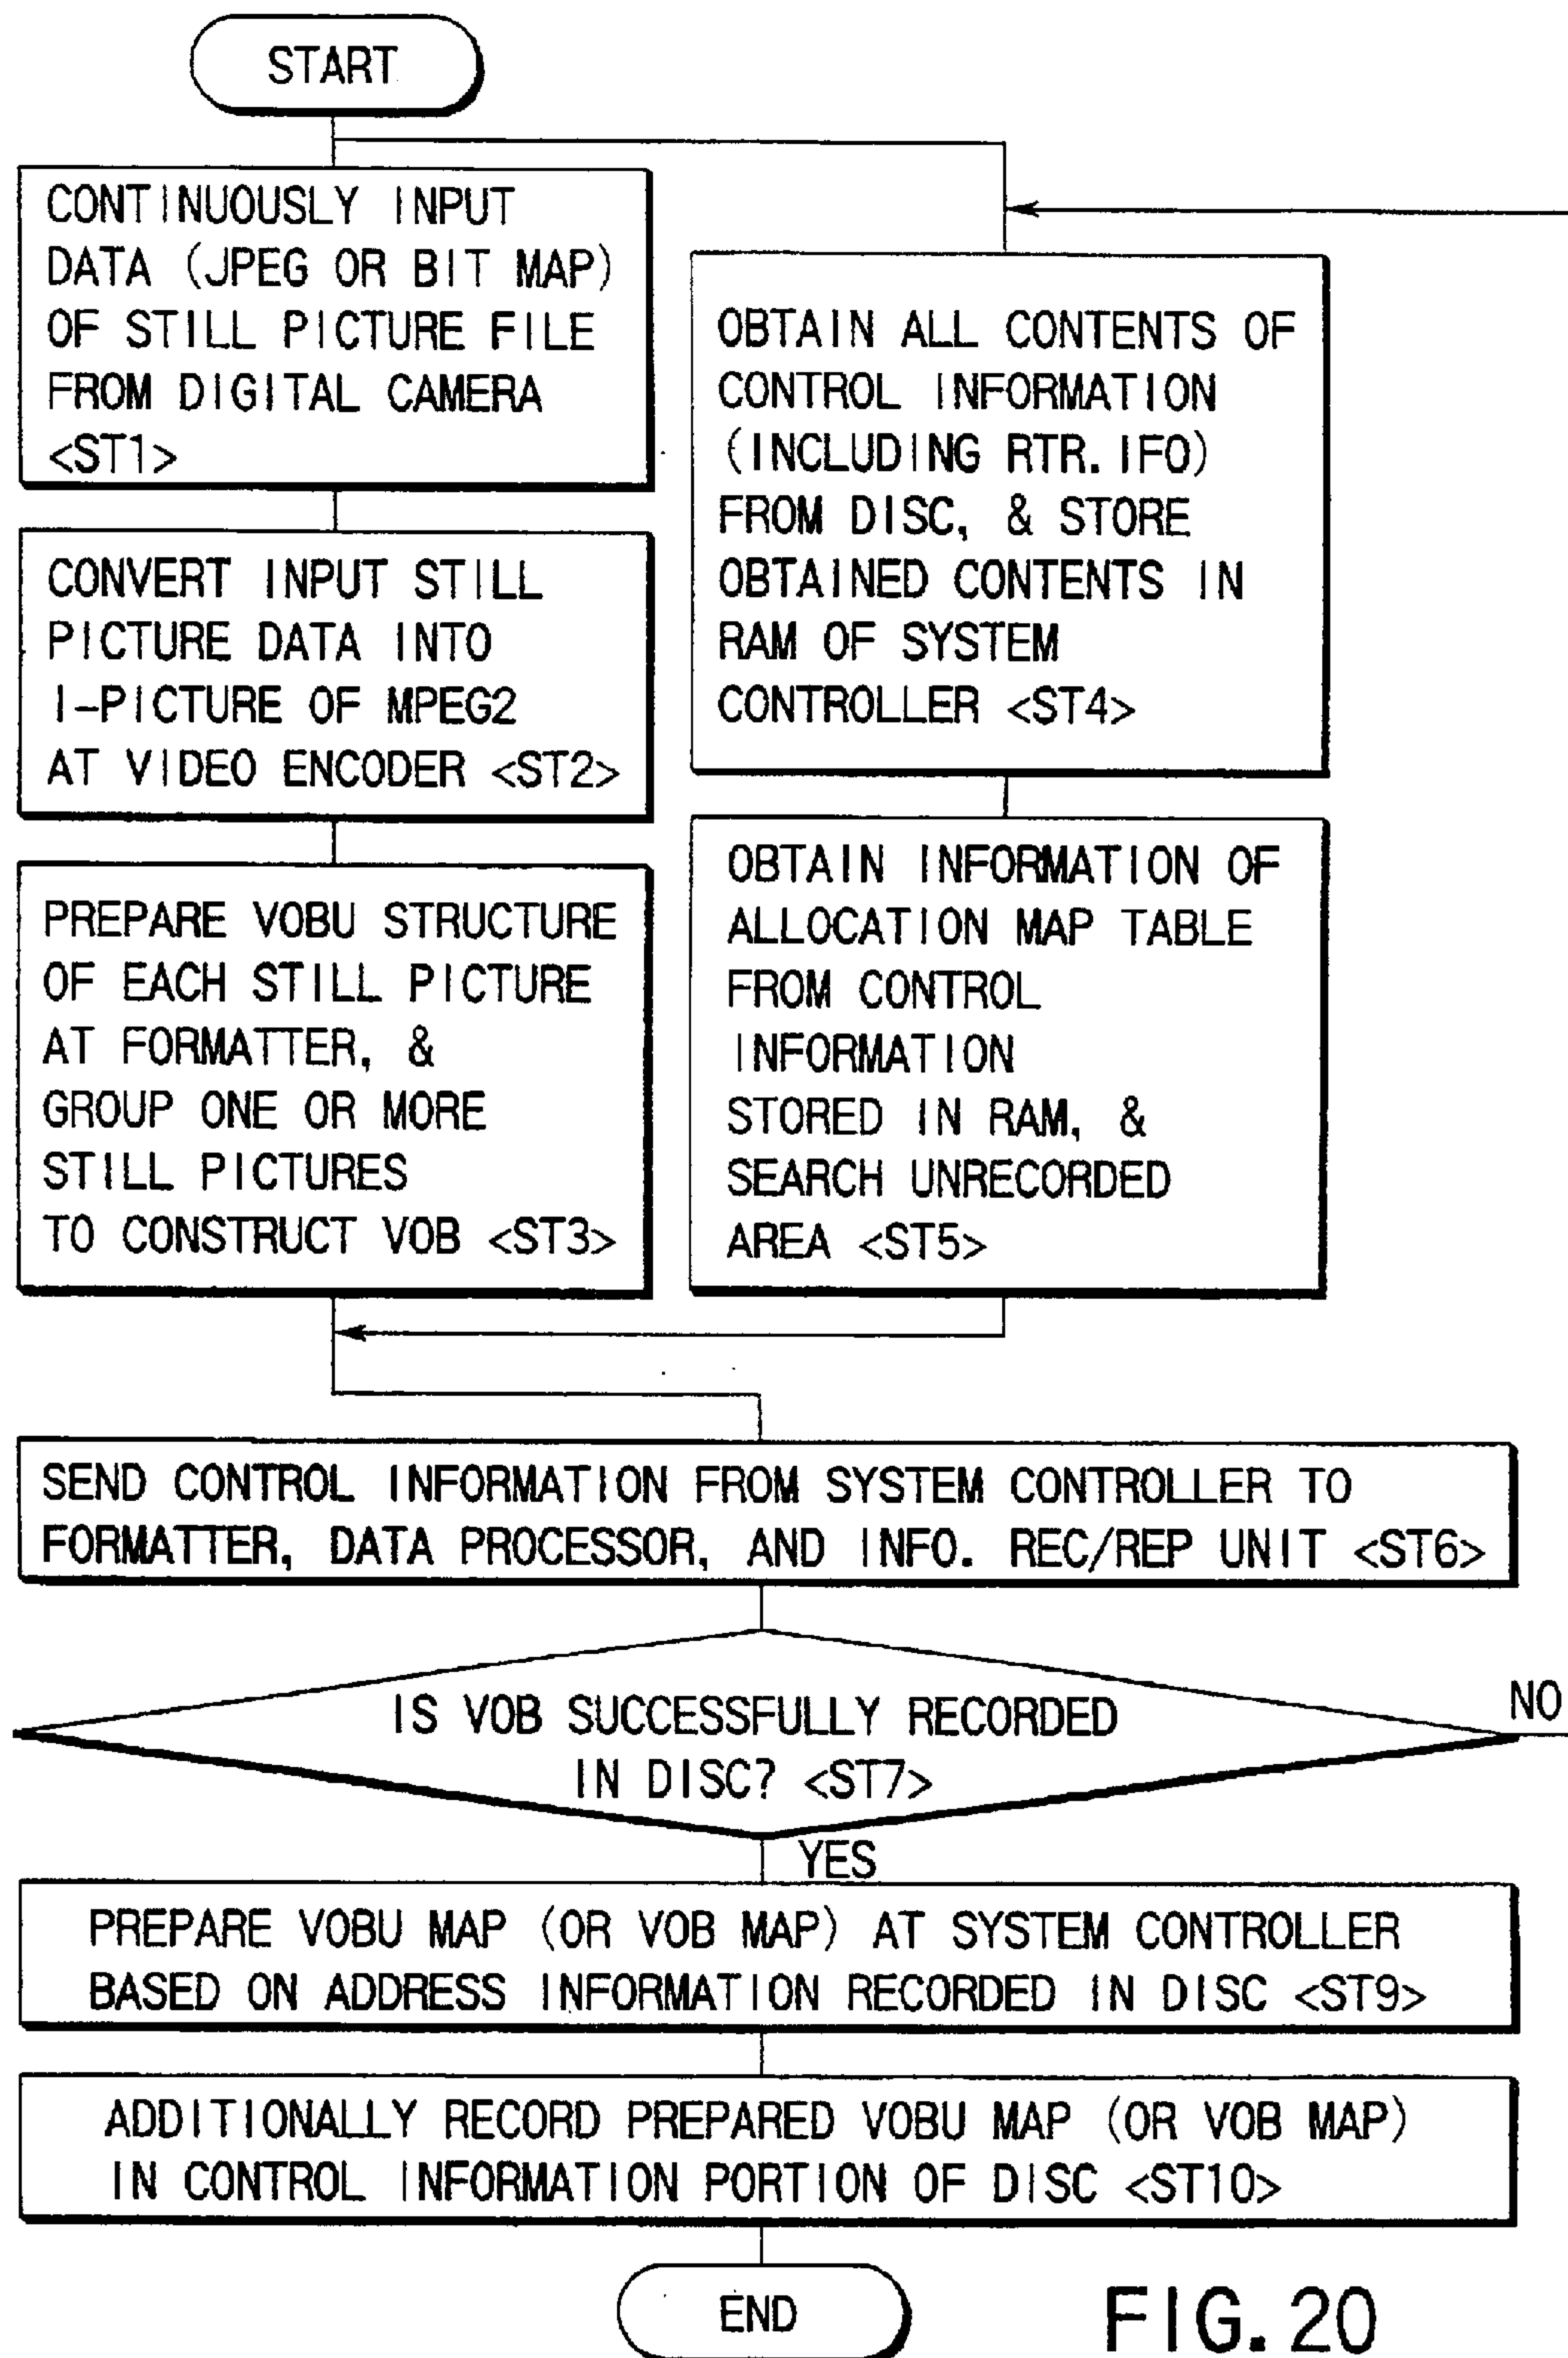 START
CONTINUOUSLY INPUT
DATA (JPEG OR BIT MAP)
OF STILL PICTURE FILE
FROM DIGITAL CAMERA
<ST1>
CONVERT INPUT STILL
PICTURE DATA INTO
I-PICTURE OF MPEG2
AT VIDEO ENCODER <ST2>
PREPARE VOBU STRUCTURE
OF EACH STILL PICTURE
AT FORMATTER, &
GROUP ONE OR MORE
STILL PICTURES
TO CONSTRUCT VOB <ST3>
OBTAIN ALL CONTENTS OF
CONTROL INFORMATION
(INCLUDING RTR.IFO)
FROM DISC, & STORE
OBTAINED CONTENTS IN
RAM OF SYSTEM
CONTROLLER <ST4>
OBTAIN INFORMATION OF
ALLOCATION MAP TABLE
FROM CONTROL
INFORMATION
STORED IN RAM, &
SEARCH UNRECORDED
AREA <ST5>
SEND CONTROL INFORMATION FROM SYSTEM CONTROLLER TO
FORMATTER, DATA PROCESSOR, AND INFO. REC/REP UNIT <ST6>
IS VOB SUCCESSFULLY RECORDED
IN DISC? <ST7>
NO
YES
PREPARE VOBU MAP (OR VOB MAP) AT SYSTEM CONTROLLER
BASED ON ADDRESS INFORMATION RECORDED IN DISC <ST9>
ADDITIONALLY RECORD PREPARED VOBU MAP (OR VOB MAP)
IN CONTROL INFORMATION PORTION OF DISC <ST10>
END
FIG. 20